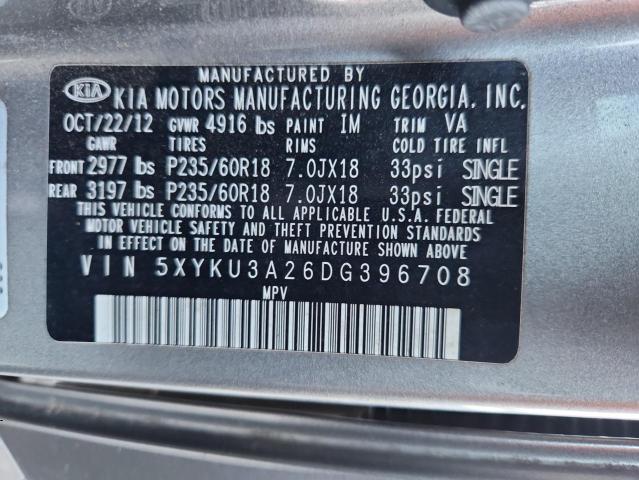 MANUFACTURED BY
KIA KIA MOTORS MANUFACTURING GEORGIA, INC.
OCT/22/12 GVWR 4916 lbs PAINT IM TRIM VA
GAWR TIRES RIMS COLD TIRE INFL
FRONT 2977 lbs P235/60R18 7.0JX18 33psi SINGLE
REAR 3197 lbs P235/60R18 7.0JX18 33psi SINGLE
THIS VEHICLE CONFORMS TO ALL APPLICABLE U.S.A. FEDERAL
MOTOR VEHICLE SAFETY AND THEFT PREVENTION STANDARDS
IN EFFECT ON THE DATE OF MANUFACTURE SHOWN ABOVE
VIN 5XYKU3A26DG396708
MPV